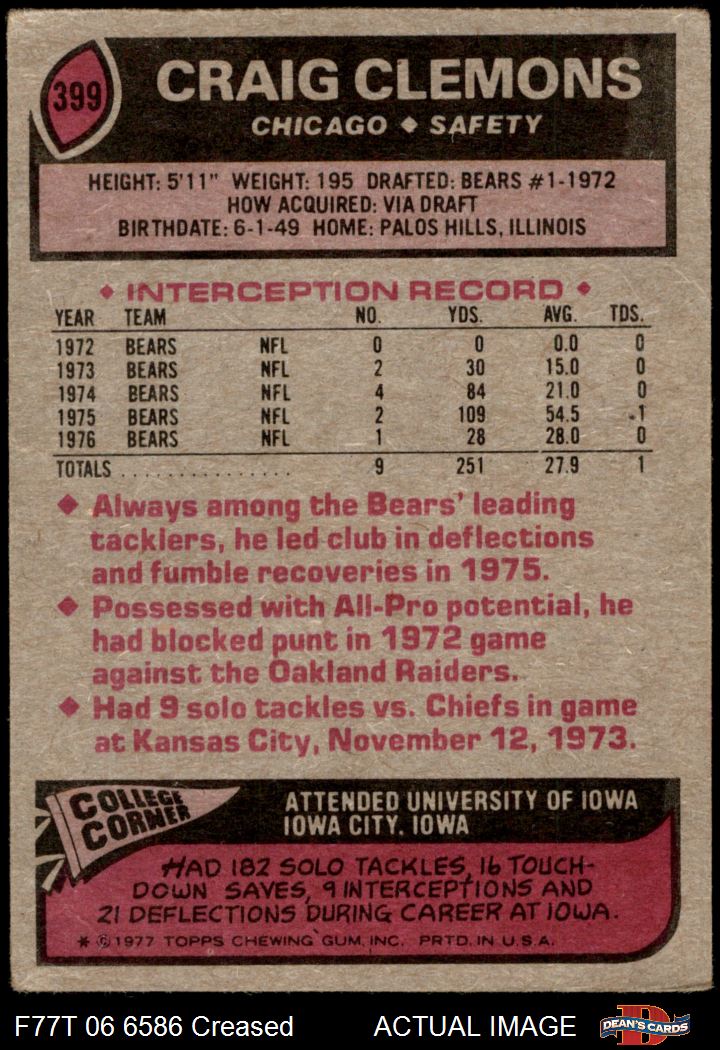 399
CRAIG CLEMONS
CHICAGO ◆ SAFETY
HEIGHT: 5'11" WEIGHT: 195 DRAFTED: BEARS #1-1972
HOW ACQUIRED: VIA DRAFT
BIRTHDATE: 6-1-49 HOME: PALOS HILLS, ILLINOIS
◆ INTERCEPTION RECORD ◆
YEAR TEAM NO. YDS. AVG. TDS.
1972 BEARS NFL 0 0 0.0 0
1973 BEARS NFL 2 30 15.0 0
1974 BEARS NFL 4 84 21.0 0
1975 BEARS NFL 2 109 54.5 1
1976 BEARS NFL 1 28 28.0 0
TOTALS ................ 9 251 27.9 1
◆ Always among the Bears' leading
tacklers, he led club in deflections
and fumble recoveries in 1975.
◆ Possessed with All-Pro potential, he
had blocked punt in 1972 game
against the Oakland Raiders.
◆ Had 9 solo tackles vs. Chiefs in game
at Kansas City, November 12, 1973.
COLLEGE
CORNER
ATTENDED UNIVERSITY OF IOWA
IOWA CITY, IOWA
HAD 182 SOLO TACKLES, 16 TOUCH-
DOWN SAVES, 9 INTERCEPTIONS AND
21 DEFLECTIONS DURING CAREER AT IOWA.
* ©1977 TOPPS CHEWING GUM, INC. PRTD. IN U.S.A.
F77T 06 6586 Creased ACTUAL IMAGE
D
DEAN'S CARDS